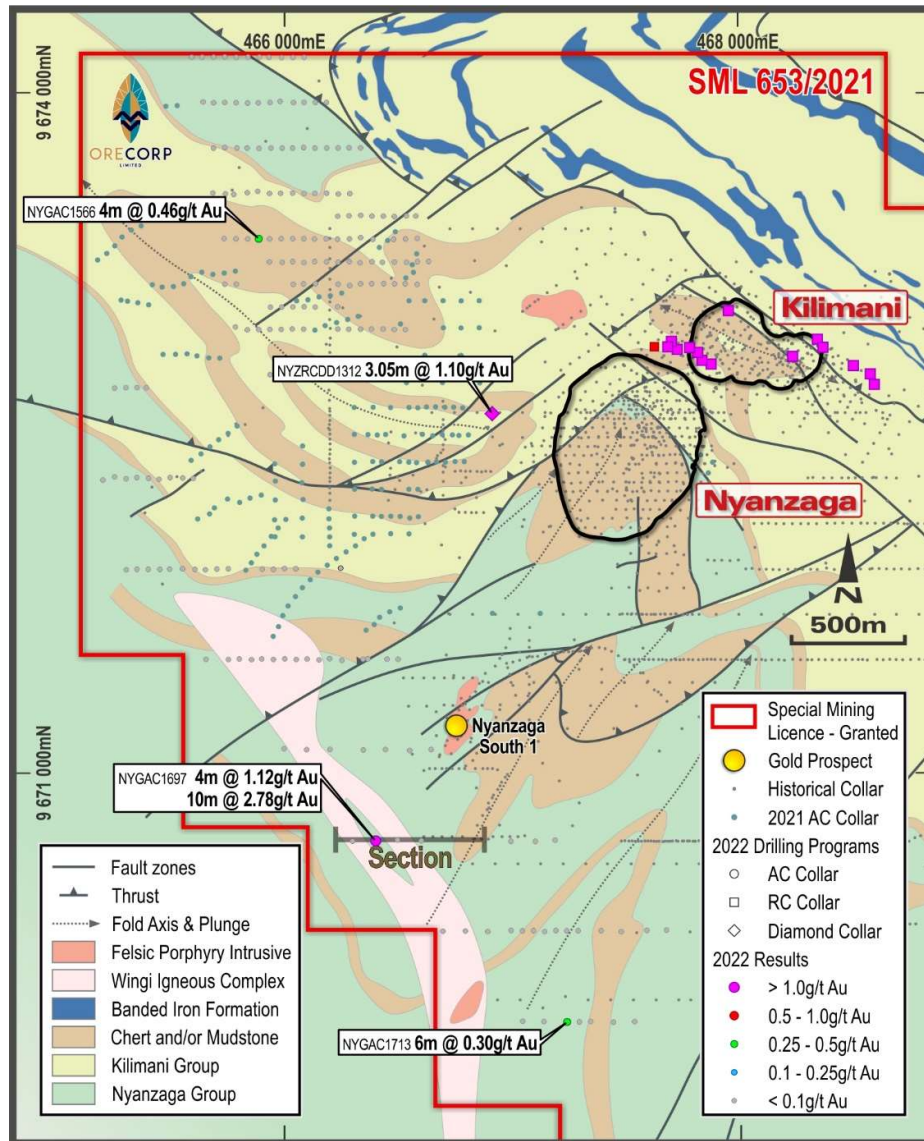 466 000mE
468 000mE
9 674 000mN
SML 653/2021
ORECORP
LIMITED
NYGAC1566 4m @ 0.46g/t Au
Kilimani
NYZRCDD1312 3.05m @ 1.10g/t Au
Nyanzaga
N
500m
Nyanzaga
South 1
9 671 000mN
NYGAC1697 4m @ 1.12g/t Au
10m @ 2.78g/t Au
Section
NYGAC1713 6m @ 0.30g/t Au
Fault zones
Thrust
Fold Axis & Plunge
Felsic Porphyry Intrusive
Wingi Igneous Complex
Banded Iron Formation
Chert and/or Mudstone
Kilimani Group
Nyanzaga Group
Special Mining
Licence - Granted
Gold Prospect
Historical Collar
2021 AC Collar
2022 Drilling Programs
AC Collar
RC Collar
Diamond Collar
2022 Results
> 1.0g/t Au
0.5 - 1.0g/t Au
0.25 - 0.5g/t Au
0.1 - 0.25g/t Au
< 0.1g/t Au